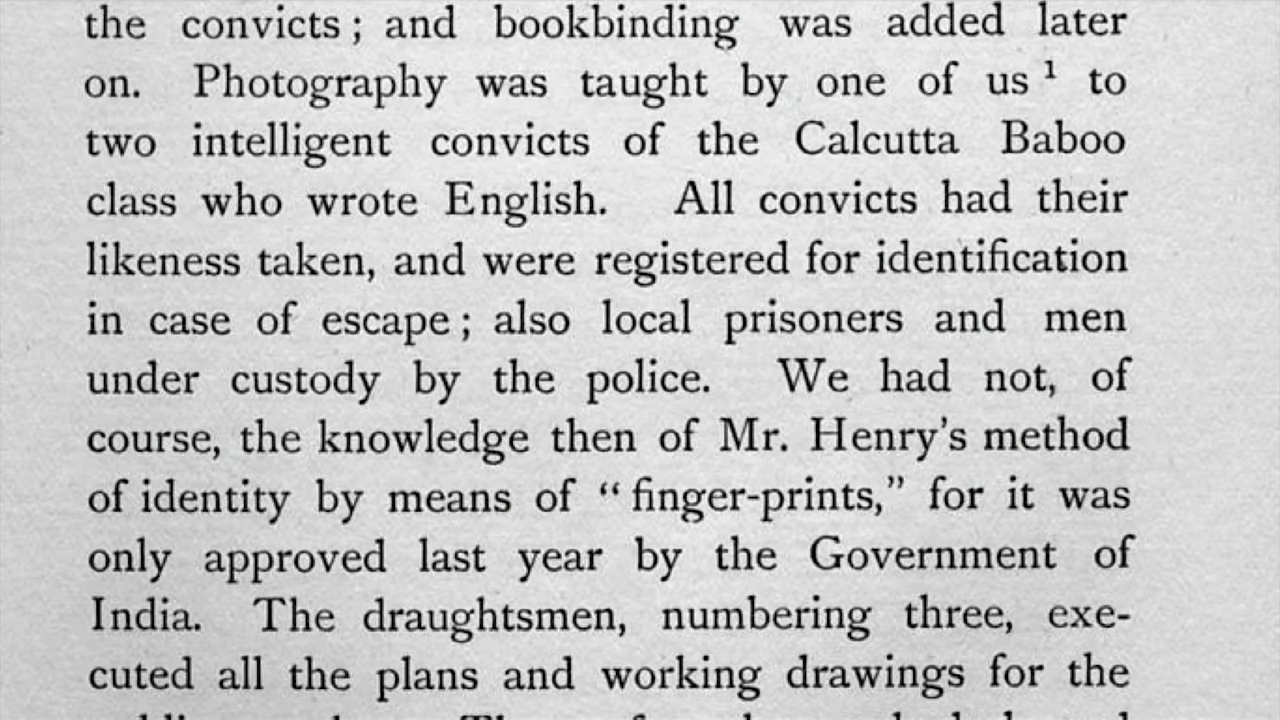 the convicts; and bookbinding was added later
on. Photography was taught by one of us ¹ to
two intelligent convicts of the Calcutta Baboo
class who wrote English. All convicts had their
likeness taken, and were registered for identification
in case of escape; also local prisoners and men
under custody by the police. We had not, of
course, the knowledge then of Mr. Henry's method
of identity by means of “finger-prints,” for it was
only approved last year by the Government of
India. The draughtsmen, numbering three, exe-
cuted all the plans and working drawings for the